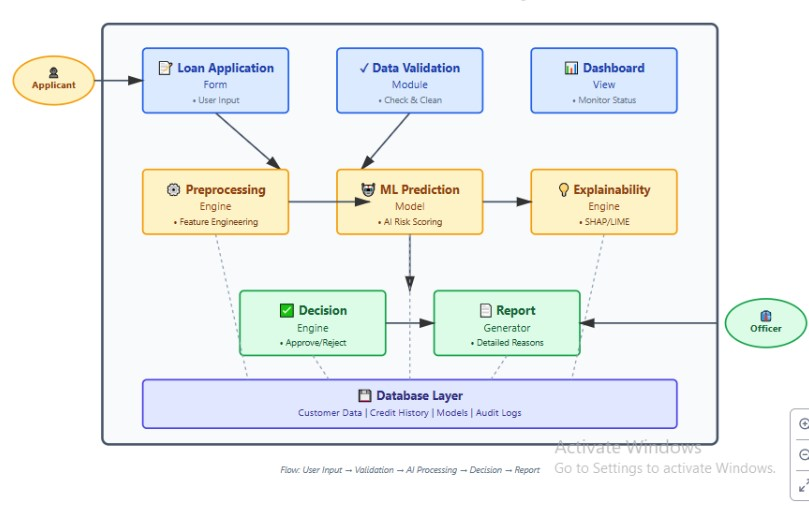 Applicant
Loan Application
Form
• User Input
✓ Data Validation
Module
• Check & Clean
Dashboard
View
• Monitor Status
Preprocessing
Engine
• Feature Engineering
ML Prediction
Model
• AI Risk Scoring
Explainability
Engine
• SHAP/LIME
Decision
Engine
• Approve/Reject
Report
Generator
• Detailed Reasons
Officer
Database Layer
Customer Data | Credit History | Models | Audit Logs
Flow: User Input → Validation → AI Processing → Decision → Report
Activate Windows
Go to Settings to activate Windows.